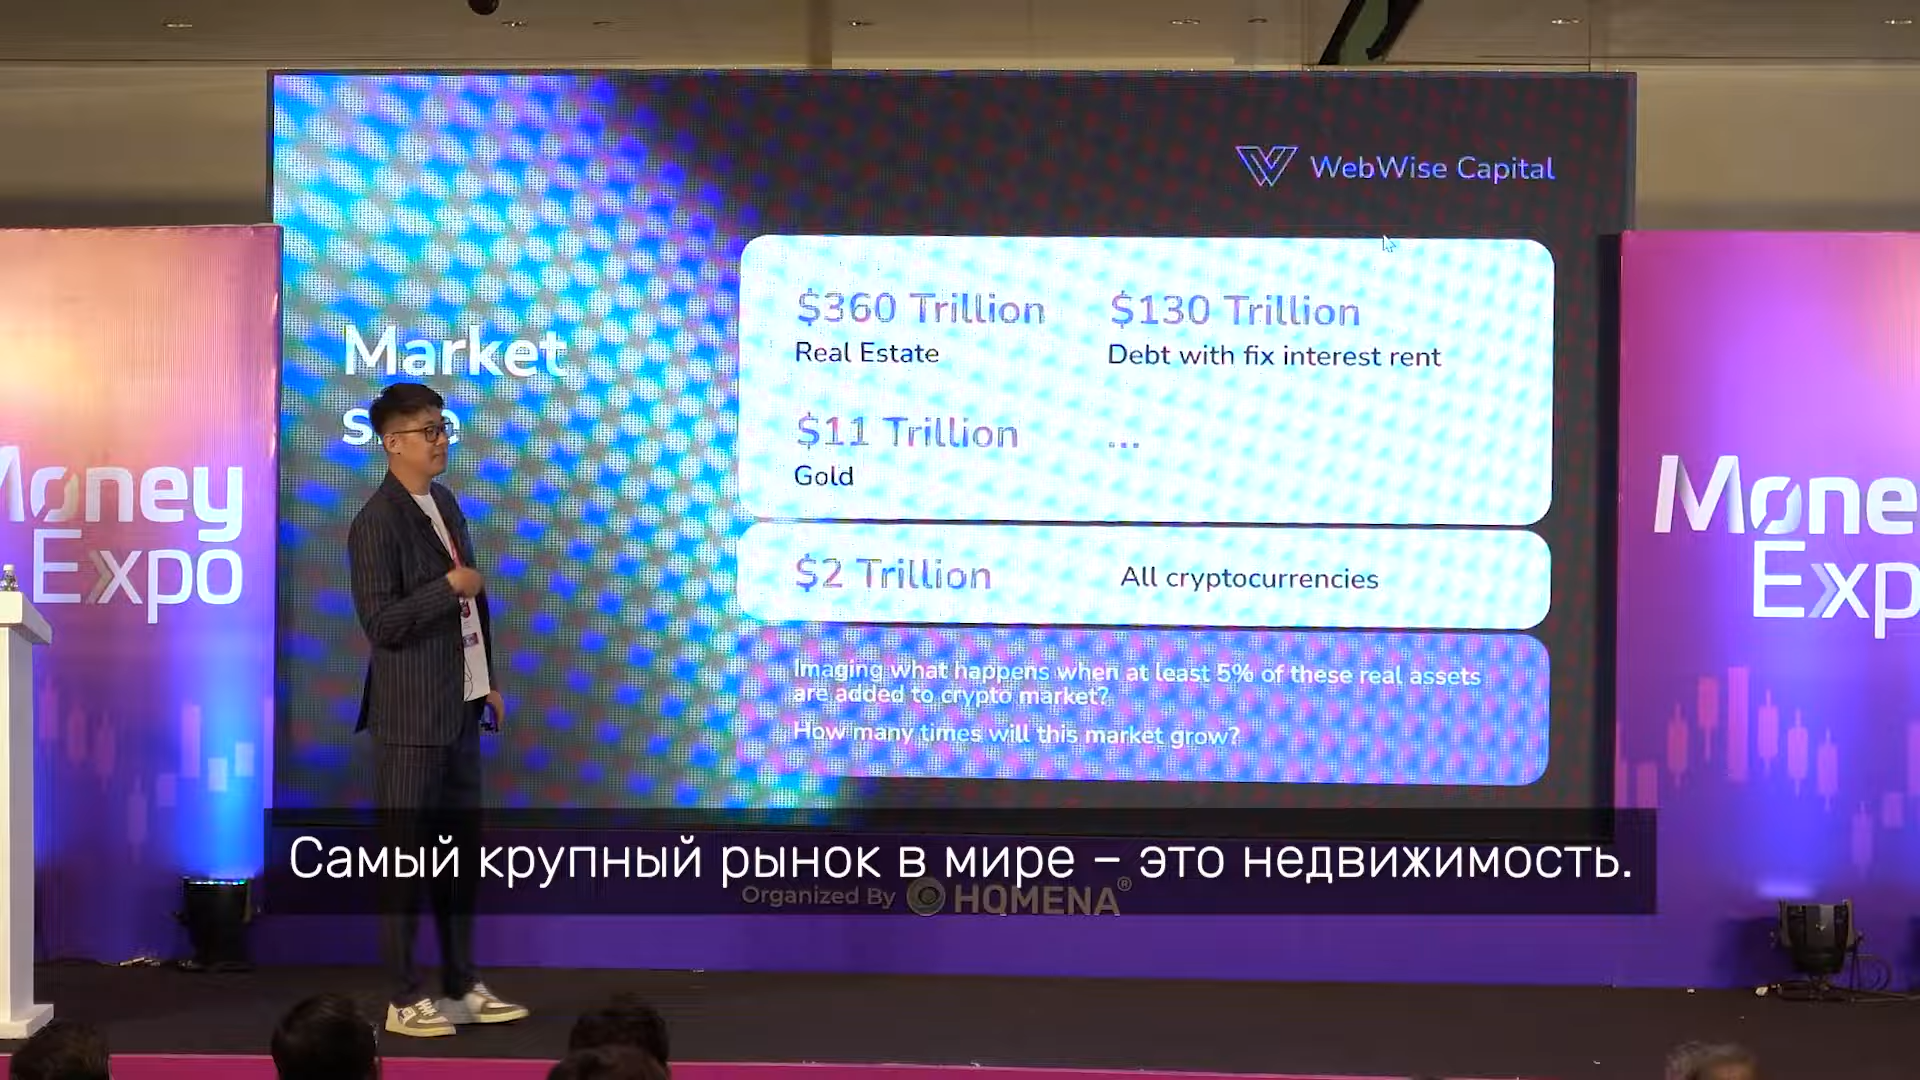 WebWise Capital
Market
$360 Trillion
Real Estate
$130 Trillion
Debt with fix interest rent
$11 Trillion
Gold
...
$2 Trillion
All cryptocurrencies
Imaging what happens when at least 5% of these real assets
are added to crypto market?
How many times will this market grow?
Money
Expo
Mone
Exp
Самый крупный рынок в мире – это недвижимость.
Organized By HQMENA®